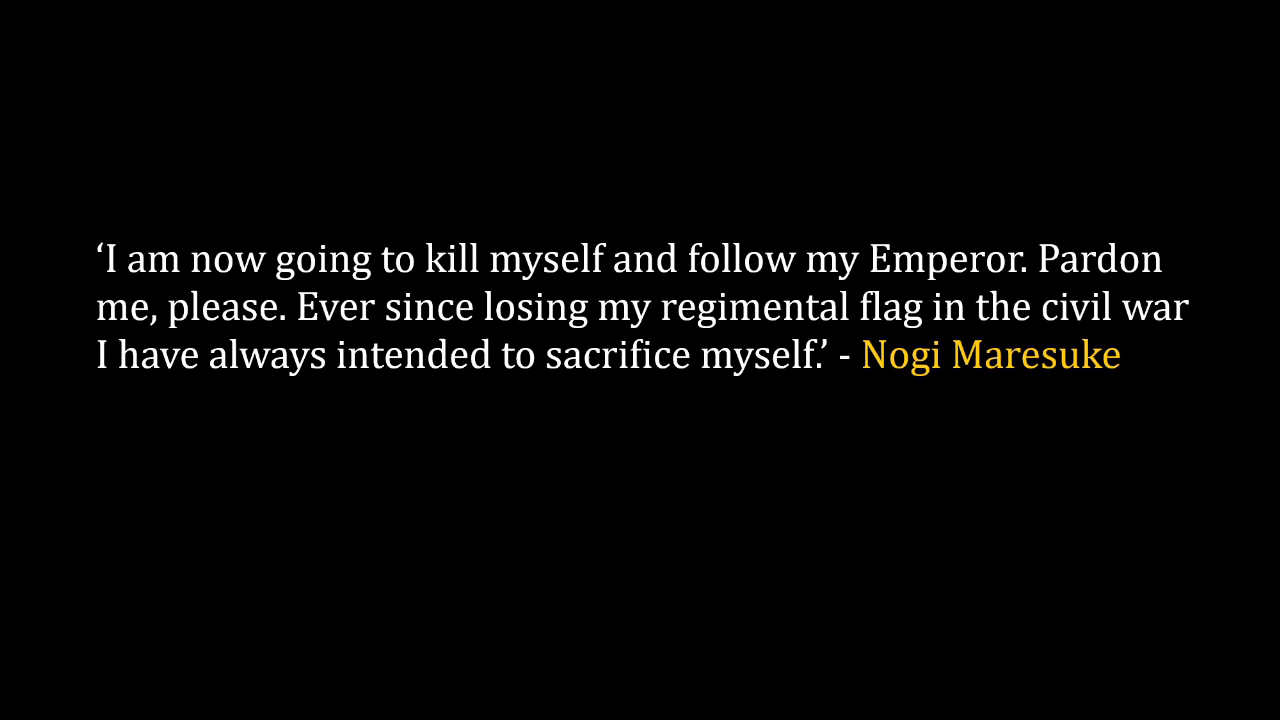 ‘I am now going to kill myself and follow my Emperor. Pardon
me, please. Ever since losing my regimental flag in the civil war
I have always intended to sacrifice myself.’ - Nogi Maresuke